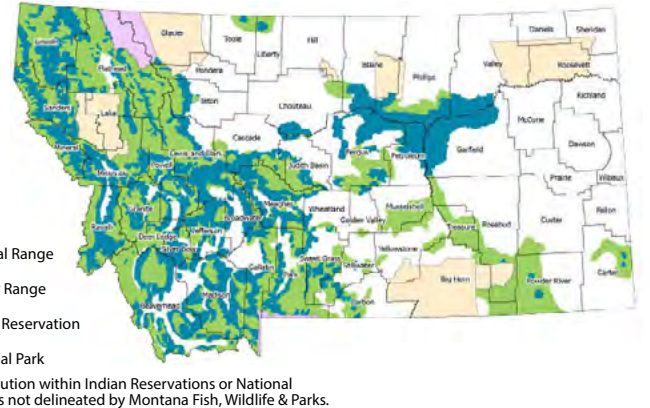 Daniels
Sheridan
Glacier
Toole
Hill
Lincoln
Liberty
Blaine
Valley
Roosevelt
Flathead
Phillips
Pondera
Richland
Teton
Chouteau
Sanders
Lake
McCone
Cascade
Dawson
Lewis and Clark
Fergus
Garfield
Mineral
Petroleum
Powell
Judith Basin
Missoula
Prairie
Wibaux
Meagher
Granite
Broadwater
Wheatland
Musselshell
Fallon
Golden Valley
Ravalli
Jefferson
Treasure
Rosebud
Custer
Deer Lodge
Yellowstone
Silver Bow
Sweet Grass
Stillwater
Gallatin
Park
al Range
Big Horn
Carter
Powder River
Range
Madison
Beaverhead
Carbon
Reservation
al Park
ution within Indian Reservations or National
s not delineated by Montana Fish, Wildlife & Parks.